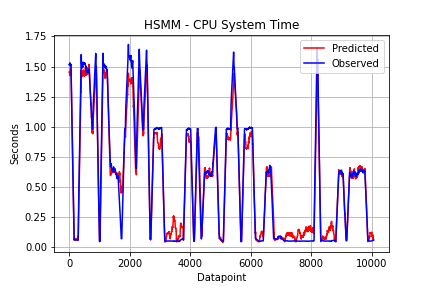 HSMM - CPU System Time
Predicted
Observed
1.75
1.50
1.25
1.00
0.75
0.50
0.25
0.00
Seconds
0 2000 4000 6000 8000 10000
Datapoint